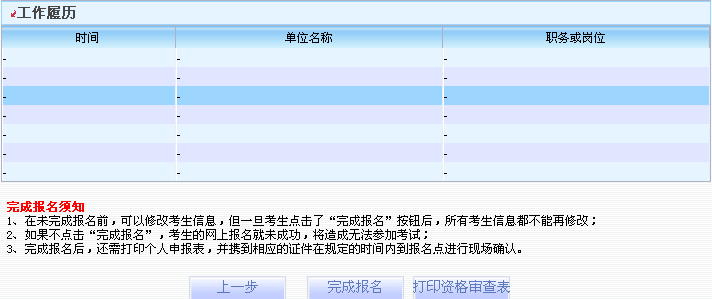 工作履历
时间 单位名称 职务或岗位
- - -
- - -
- - -
- - -
- - -
- - -
- - -
完成报名须知
1、在未完成报名前，可以修改考生信息，但一旦考生点击了“完成报名”按钮后，所有考生信息都不能再修改；
2、如果不点击“完成报名”，考生的网上报名就未成功，将造成无法参加考试；
3、完成报名后，还需打印个人申报表，并携到相应的证件在规定的时间内到报名点进行现场确认。
上一步 完成报名 打印资格审查表